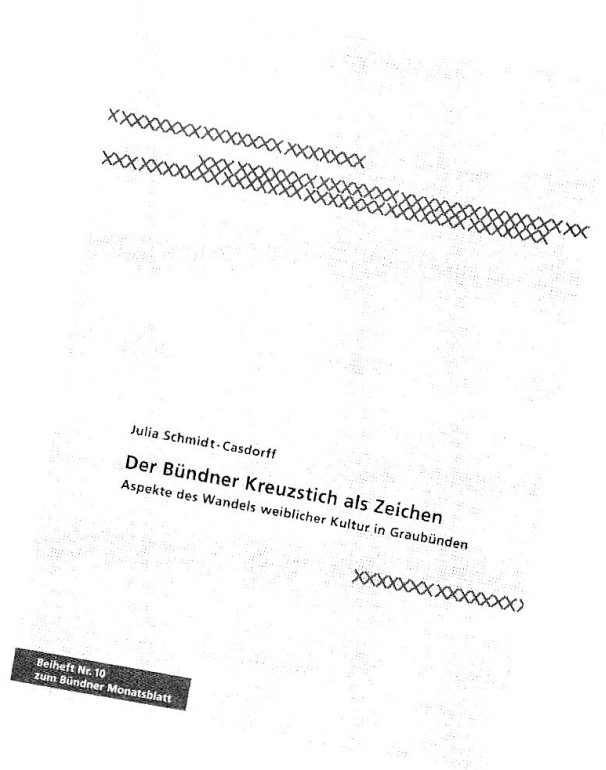 Julia Schmidt-Casdorff
Der Bündner Kreuzstich als Zeichen
Aspekte des Wandels weiblicher Kultur in Graubünden
Beiheft Nr. 10
zum Bündner Monatsblatt